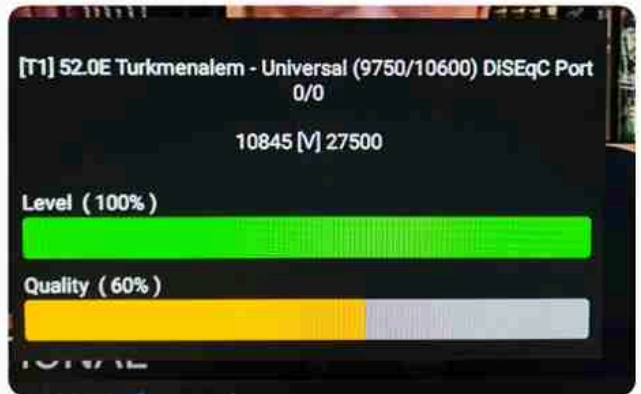 [T1] 52.0E Turkmenalem - Universal (9750/10600) DiSEqC Port
0/0
10845 [V] 27500
Level ( 100% )
Quality ( 60% )